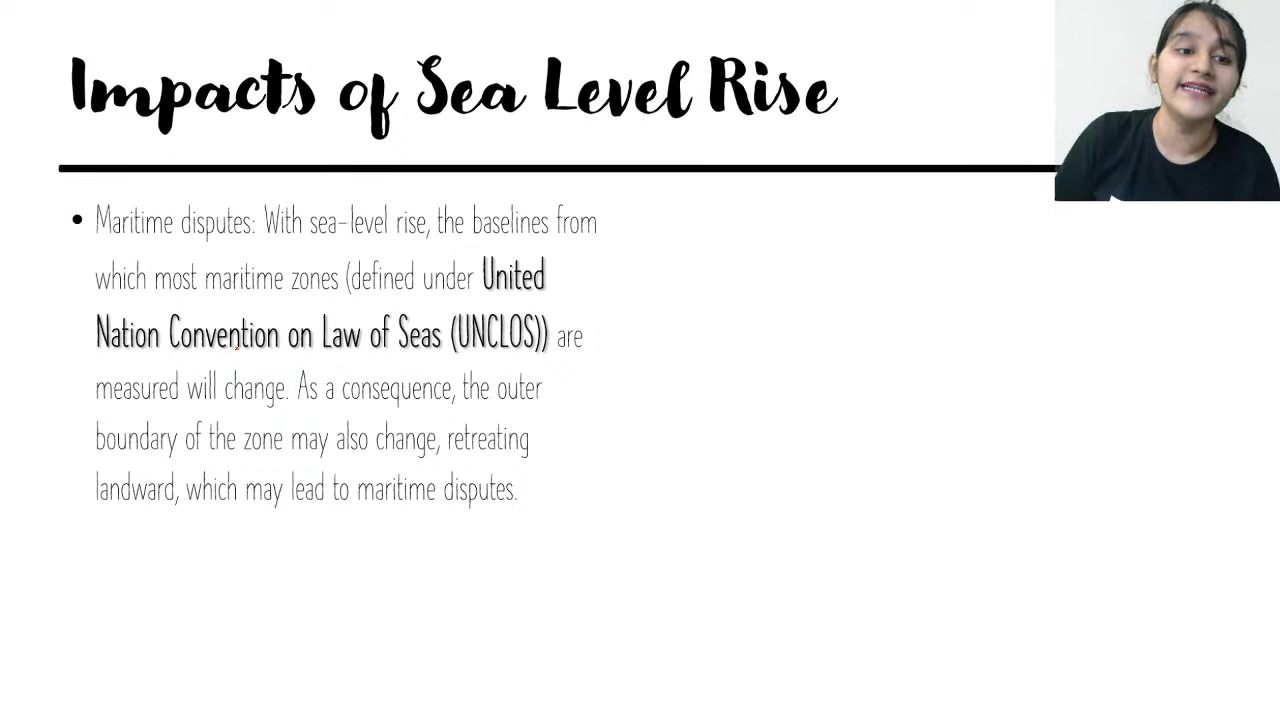 Impacts of Sea Level Rise
• Maritime disputes: With sea-level rise, the baselines from
which most maritime zones (defined under United
Nation Convention on Law of Seas (UNCLOS)) are
measured will change. As a consequence, the outer
boundary of the zone may also change, retreating
landward, which may lead to maritime disputes.